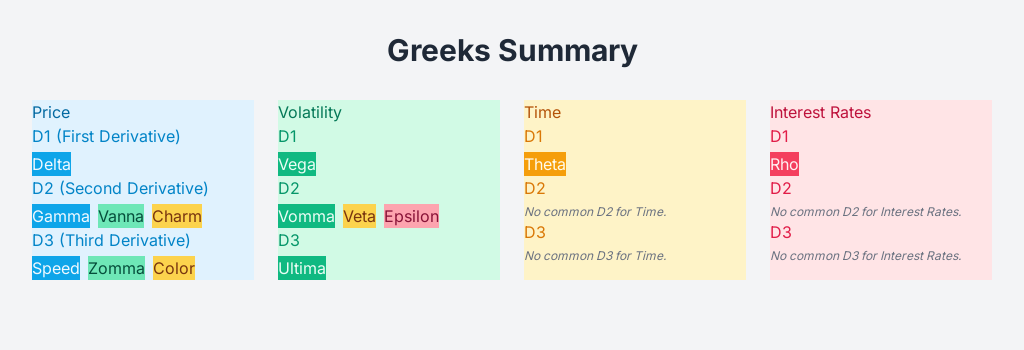 Greeks Summary
Price
D1 (First Derivative)
Delta
D2 (Second Derivative)
Gamma Vanna Charm
D3 (Third Derivative)
Speed Zomma Color
Volatility
D1
Vega
D2
Vomma Veta Epsilon
D3
Ultima
Time
D1
Theta
D2
No common D2 for Time.
D3
No common D3 for Time.
Interest Rates
D1
Rho
D2
No common D2 for Interest Rates.
D3
No common D3 for Interest Rates.